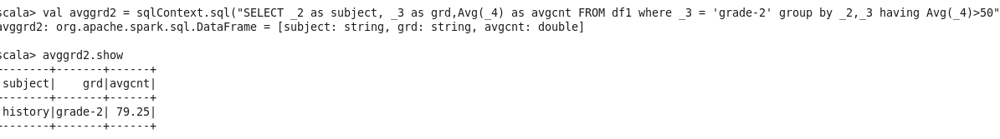 scala> val avggrd2 = sqlContext.sql("SELECT _2 as subject, _3 as grd,Avg(_4) as avgcnt FROM df1 where _3 = 'grade-2' group by _2,_3 having Avg(_4)>50"
avggrd2: org.apache.spark.sql.DataFrame = [subject: string, grd: string, avgcnt: double]
scala> avggrd2.show
-------+-------+------+
subject|    grd|avgcnt|
-------+-------+------+
history|grade-2| 79.25|
-------+-------+------+